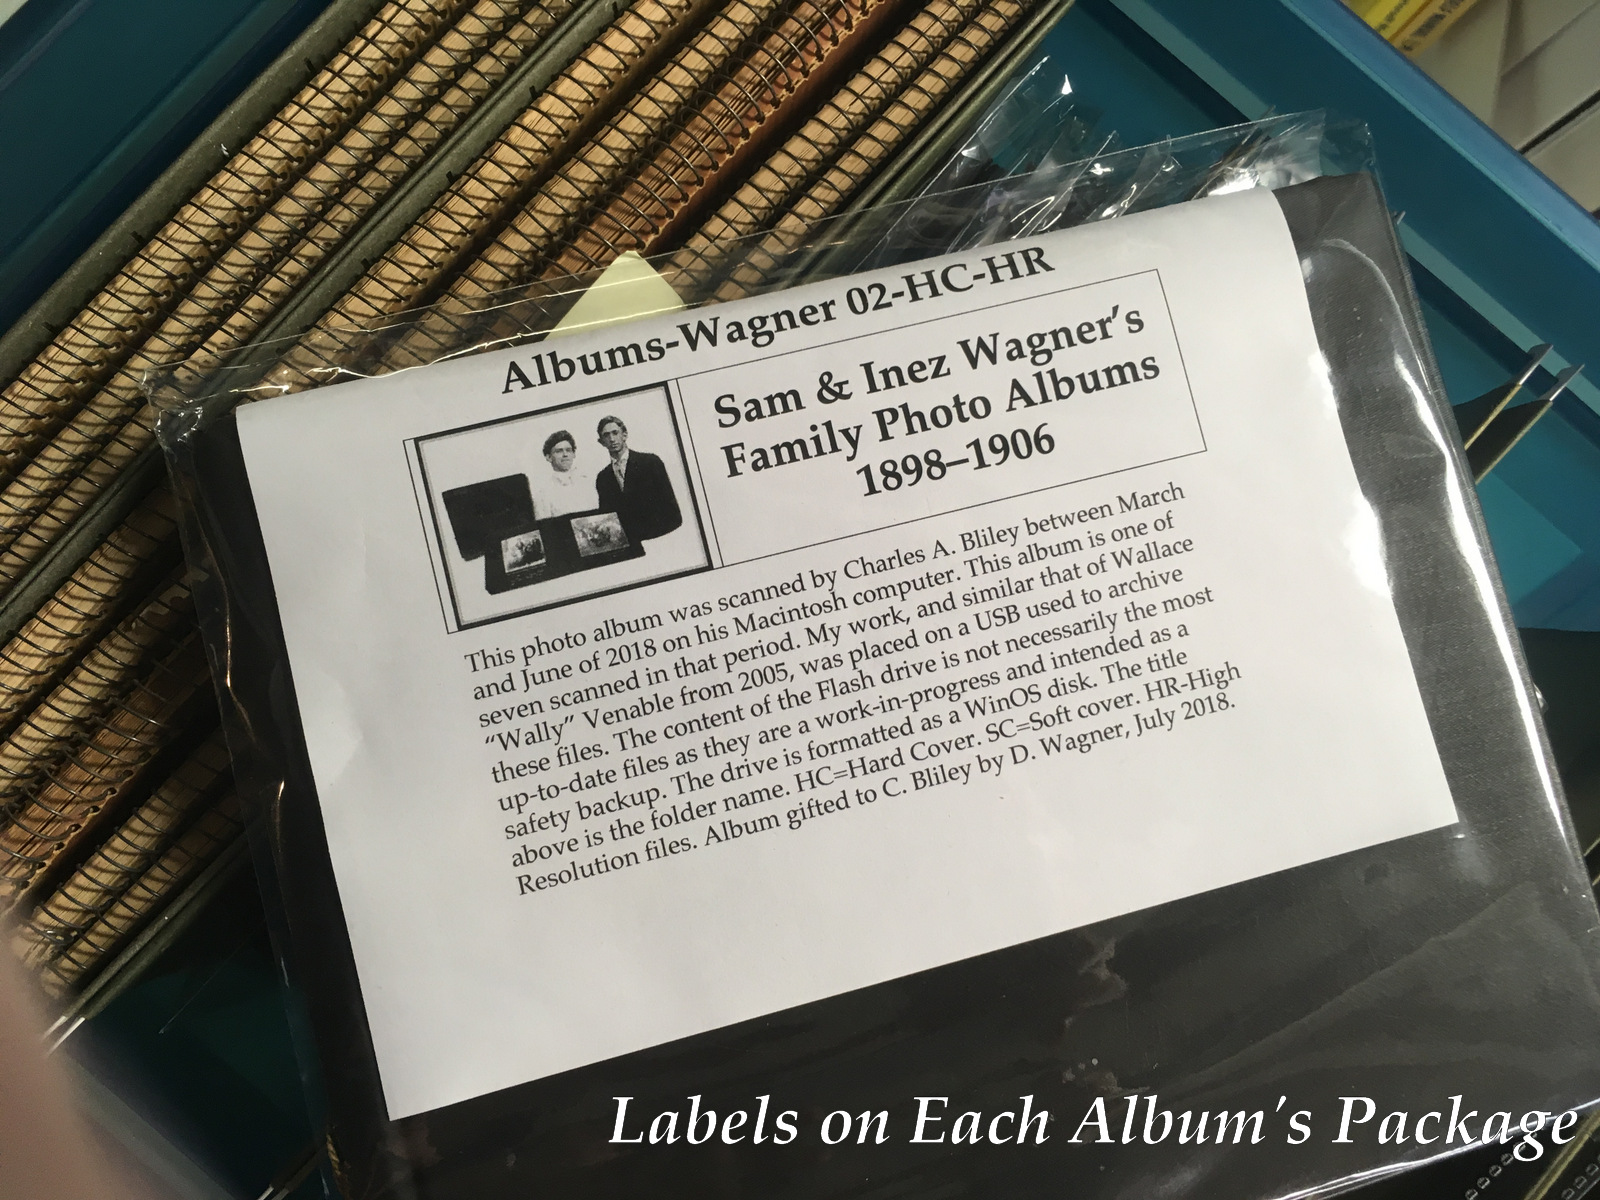 Albums-Wagner 02-HC-HR
Sam & Inez Wagner's
Family Photo Albums
1898–1906
This photo album was scanned by Charles A. Bliley between March
and June of 2018 on his Macintosh computer. This album is one of
seven scanned in that period. My work, and similar that of Wallace
“Wally” Venable from 2005, was placed on a USB used to archive
these files. The content of the Flash drive is not necessarily the most
up-to-date files as they are a work-in-progress and intended as a
safety backup. The drive is formatted as a WinOS disk. The title
above is the folder name. HC=Hard Cover. SC=Soft cover. HR-High
Resolution files. Album gifted to C. Bliley by D. Wagner, July 2018.
Labels on Each Album's Package